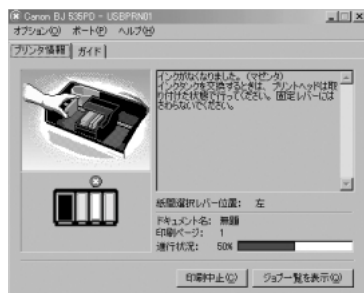 Canon BJ 535PD - USBPRN01
オプション(O) ポート(P) ヘルプ(H)
プリンタ情報 ガイド
インクがなくなりました。(マゼンタ)
インクタンクを交換するときは、プリントヘッドは取
り付けた状態で行ってください。固定レバーには
さわらないでください。
紙間選択レバー位置: 左
ドキュメント名: 無題
印刷ページ: 1
進行状況: 50%
印刷中止(C) ジョブ一覧を表示(Q)